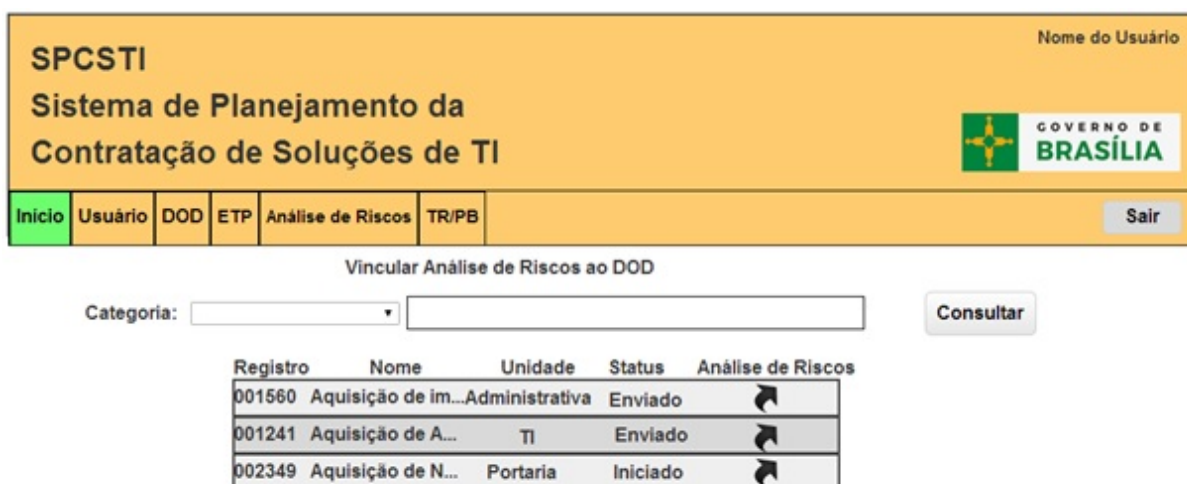 Nome do Usuário
SPCSTI
Sistema de Planejamento da
Contratação de Soluções de TI
GOVERNO DE
BRASÍLIA
Início Usuário DOD ETP Análise de Riscos TR/PB Sair
Vincular Análise de Riscos ao DOD
Categoria: Consultar
Registro Nome Unidade Status Análise de Riscos
001560 Aquisição de im... Administrativa Enviado
001241 Aquisição de A... TI Enviado
002349 Aquisição de N... Portaria Iniciado